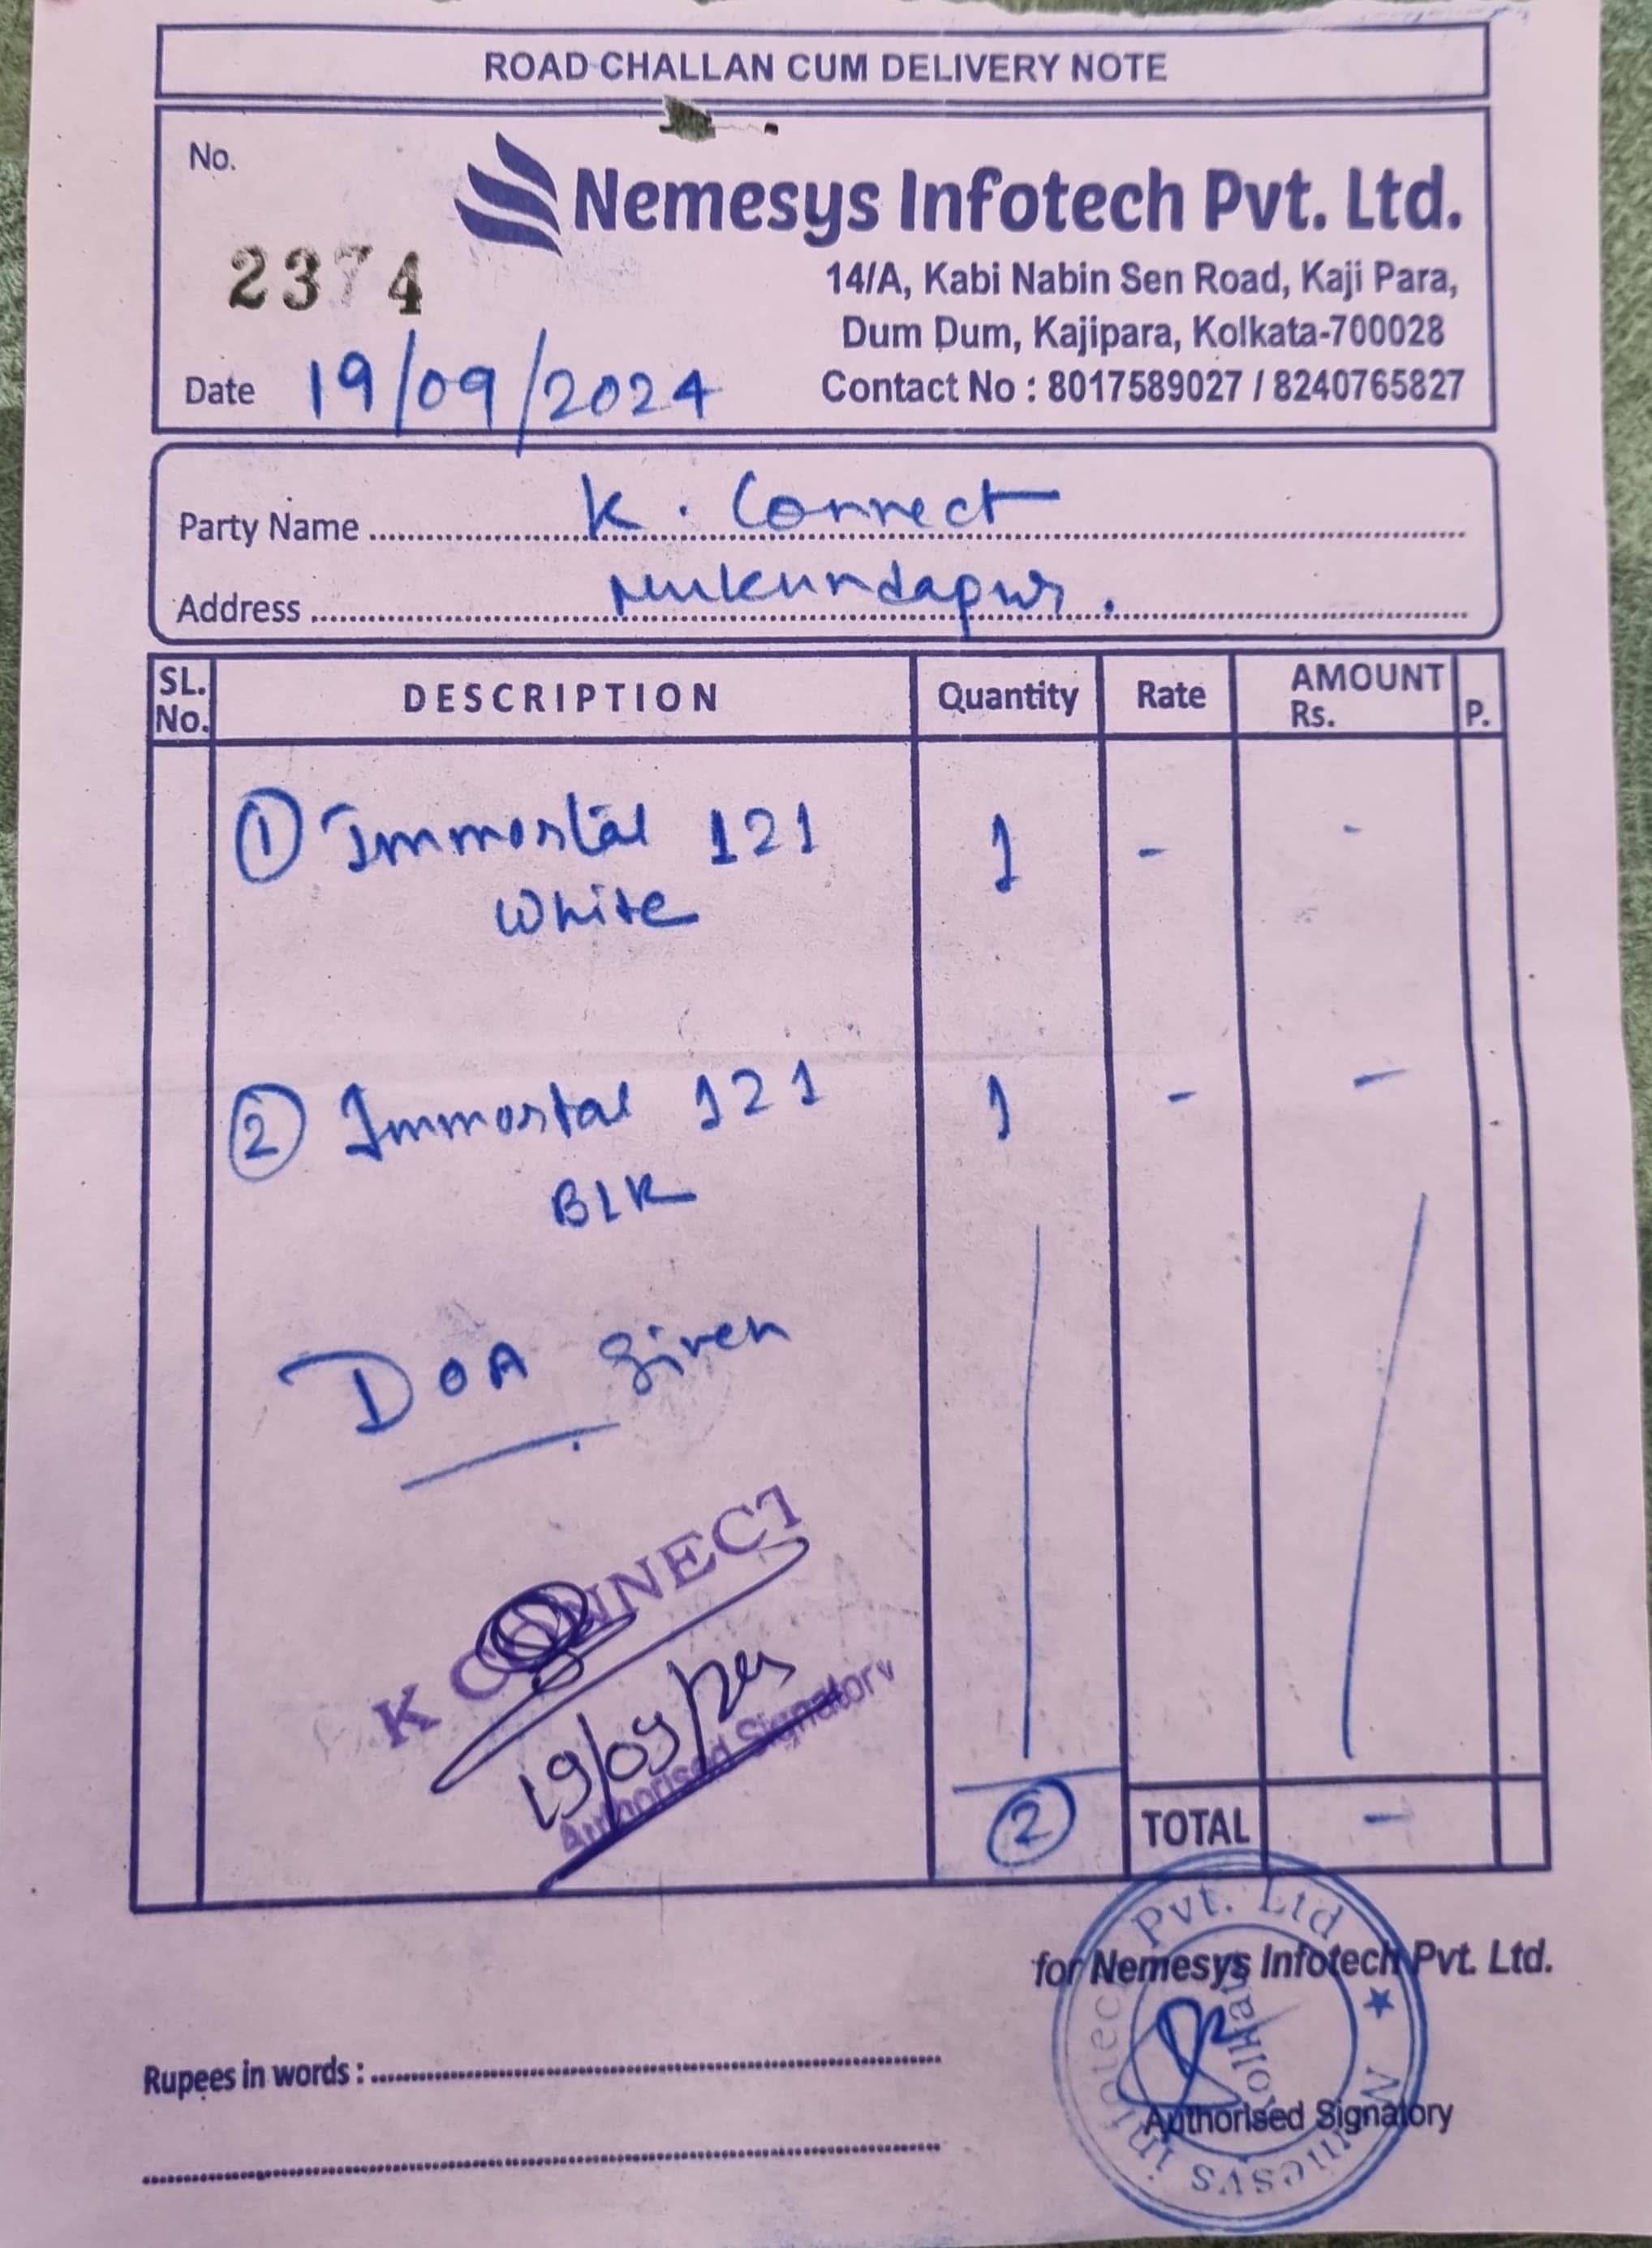 ROAD CHALLAN CUM DELIVERY NOTE
No.
2374
Nemesys Infotech Pvt. Ltd.
14/A, Kabi Nabin Sen Road, Kaji Para,
Dum Dum, Kajipara, Kolkata-700028
Contact No : 8017589027 / 8240765827
Date 19/09/2024
Party Name K. Connect
Address Mukundapur.
SL. No. DESCRIPTION Quantity Rate AMOUNT Rs. P.
① Immortal 121 1 - -
White
② Immortal 121 1 - -
BLK
DOA given
K CONNECT
19/09/24
Authorised Signatory
② TOTAL -
for Nemesys Infotech Pvt. Ltd.
Nemesys Infotech Pvt. Ltd ★
Kolkata
Rupees in words :
Authorised Signatory